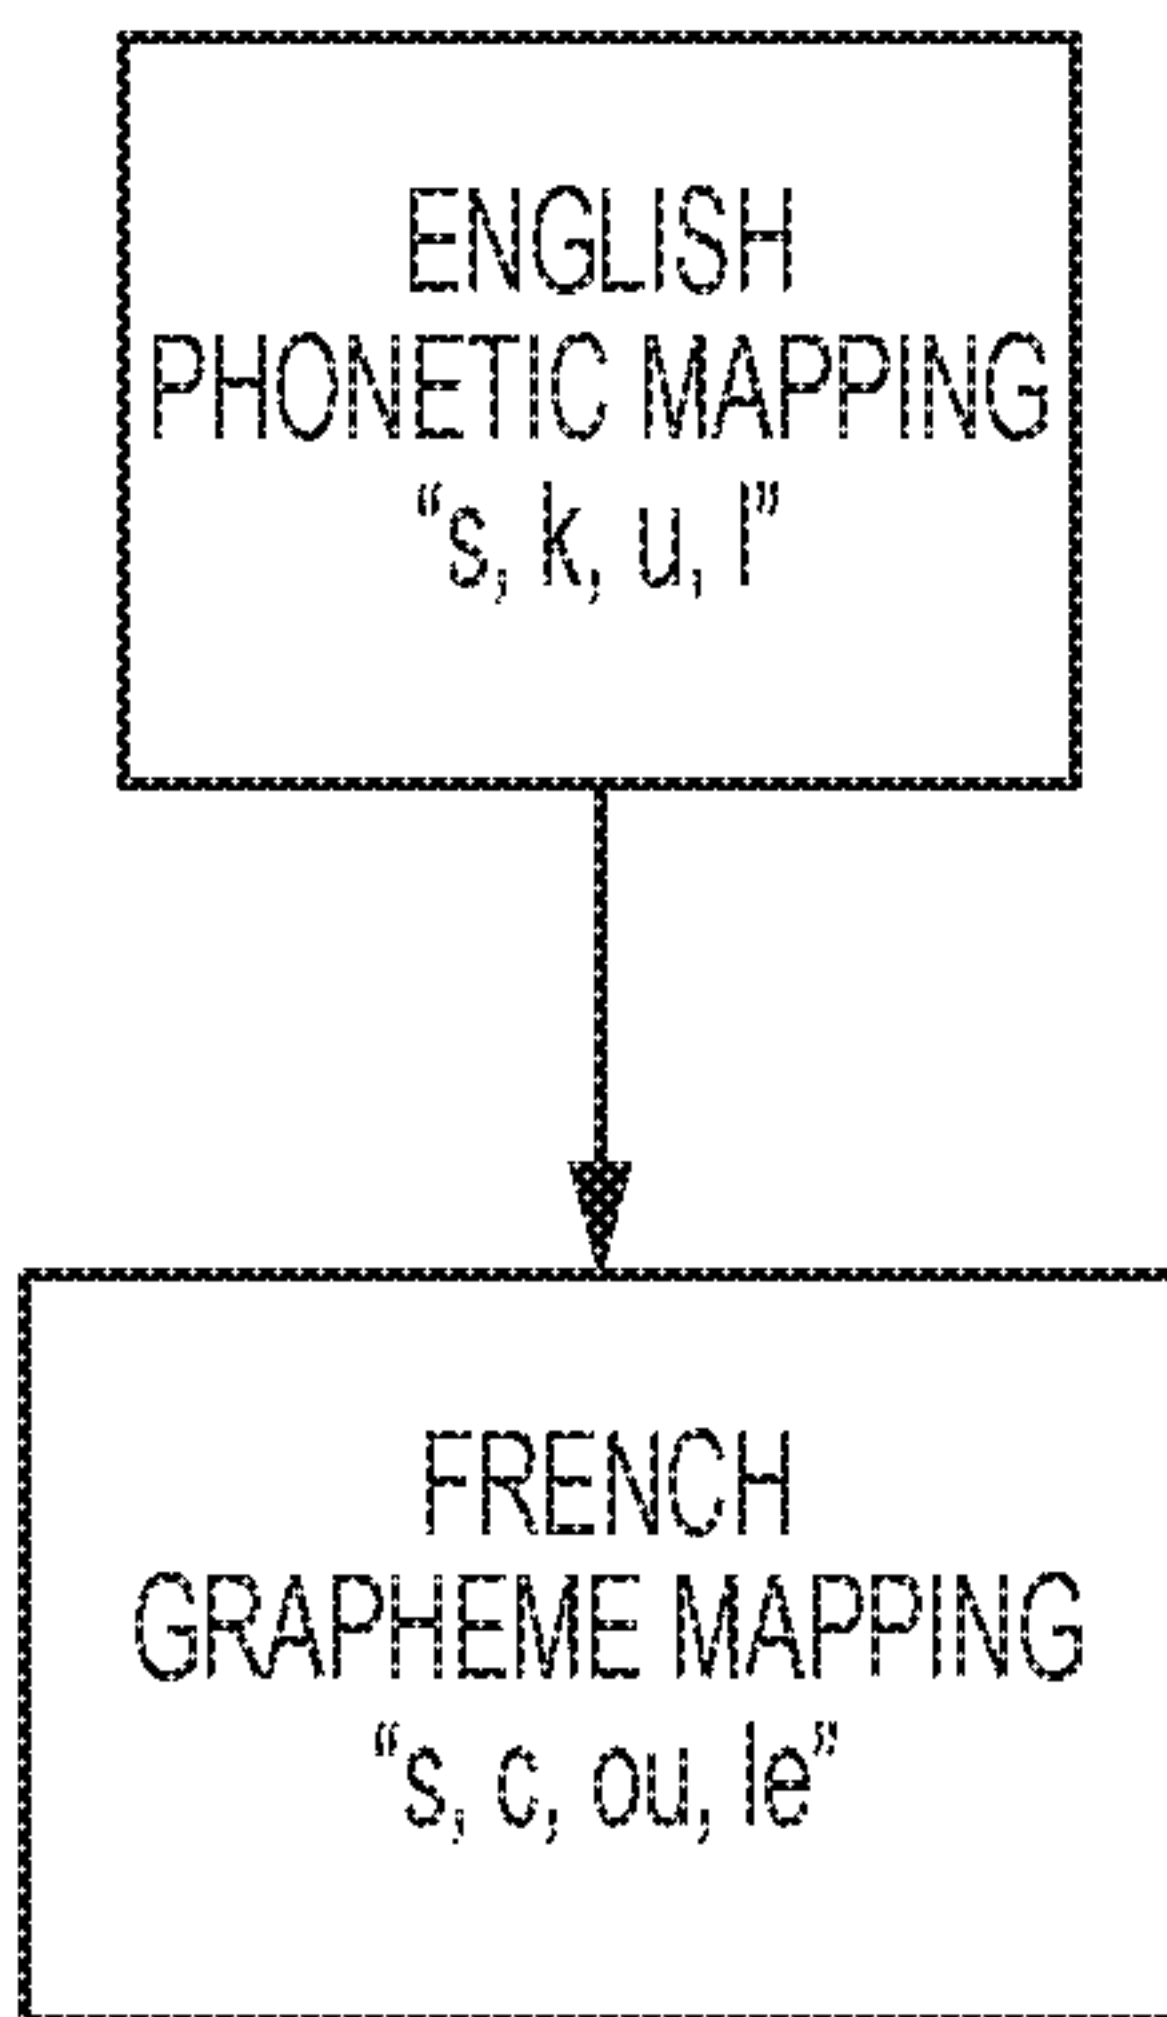 ENGLISH
PHONETIC MAPPING
“s, k, u, l”
FRENCH
GRAPHEME MAPPING
“s, c, ou, le”